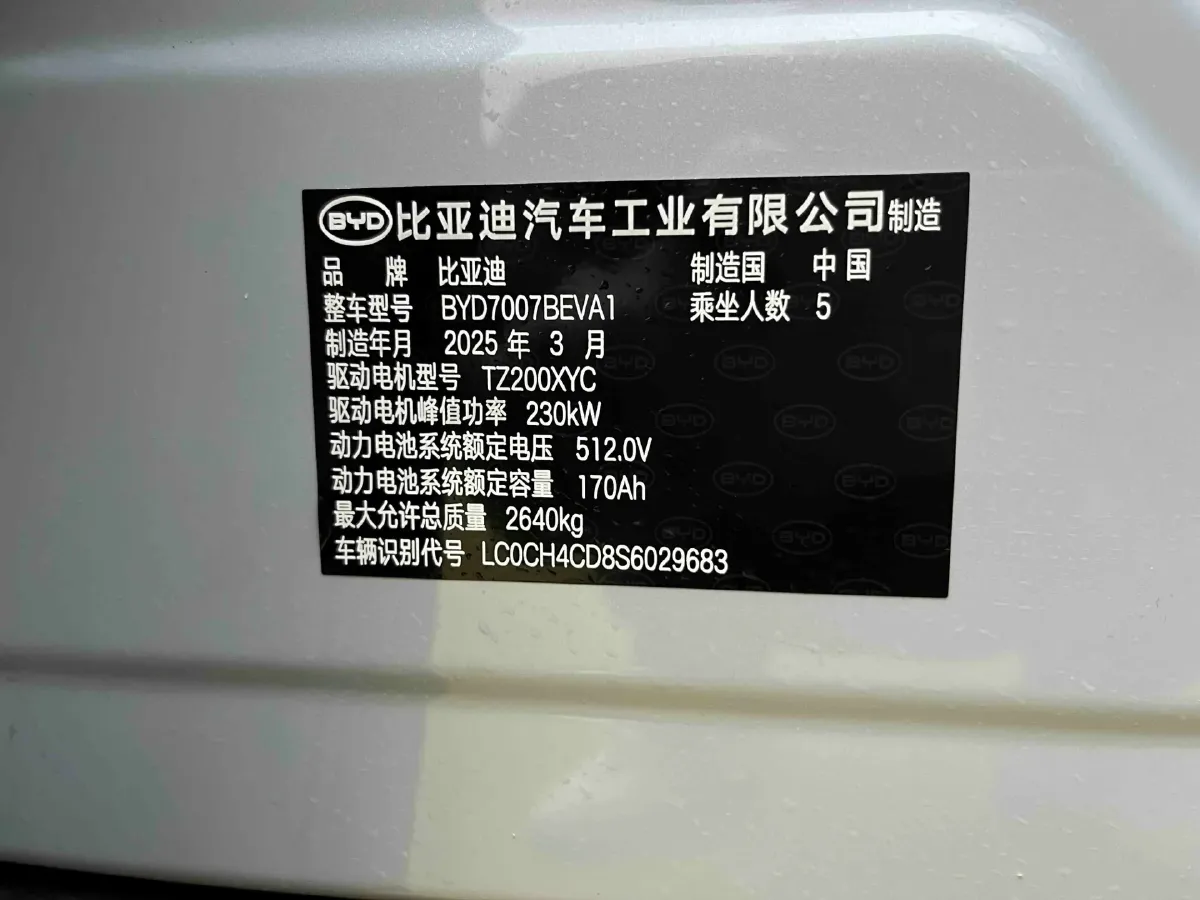 BYD 比亚迪汽车工业有限公司制造
品 牌 比亚迪 制造国 中国
整车型号 BYD7007BEVA1 乘坐人数 5
制造年月 2025 年 3 月
驱动电机型号 TZ200XYC
驱动电机峰值功率 230kW
动力电池系统额定电压 512.0V
动力电池系统额定容量 170Ah
最大允许总质量 2640kg
车辆识别代号 LC0CH4CD8S6029683